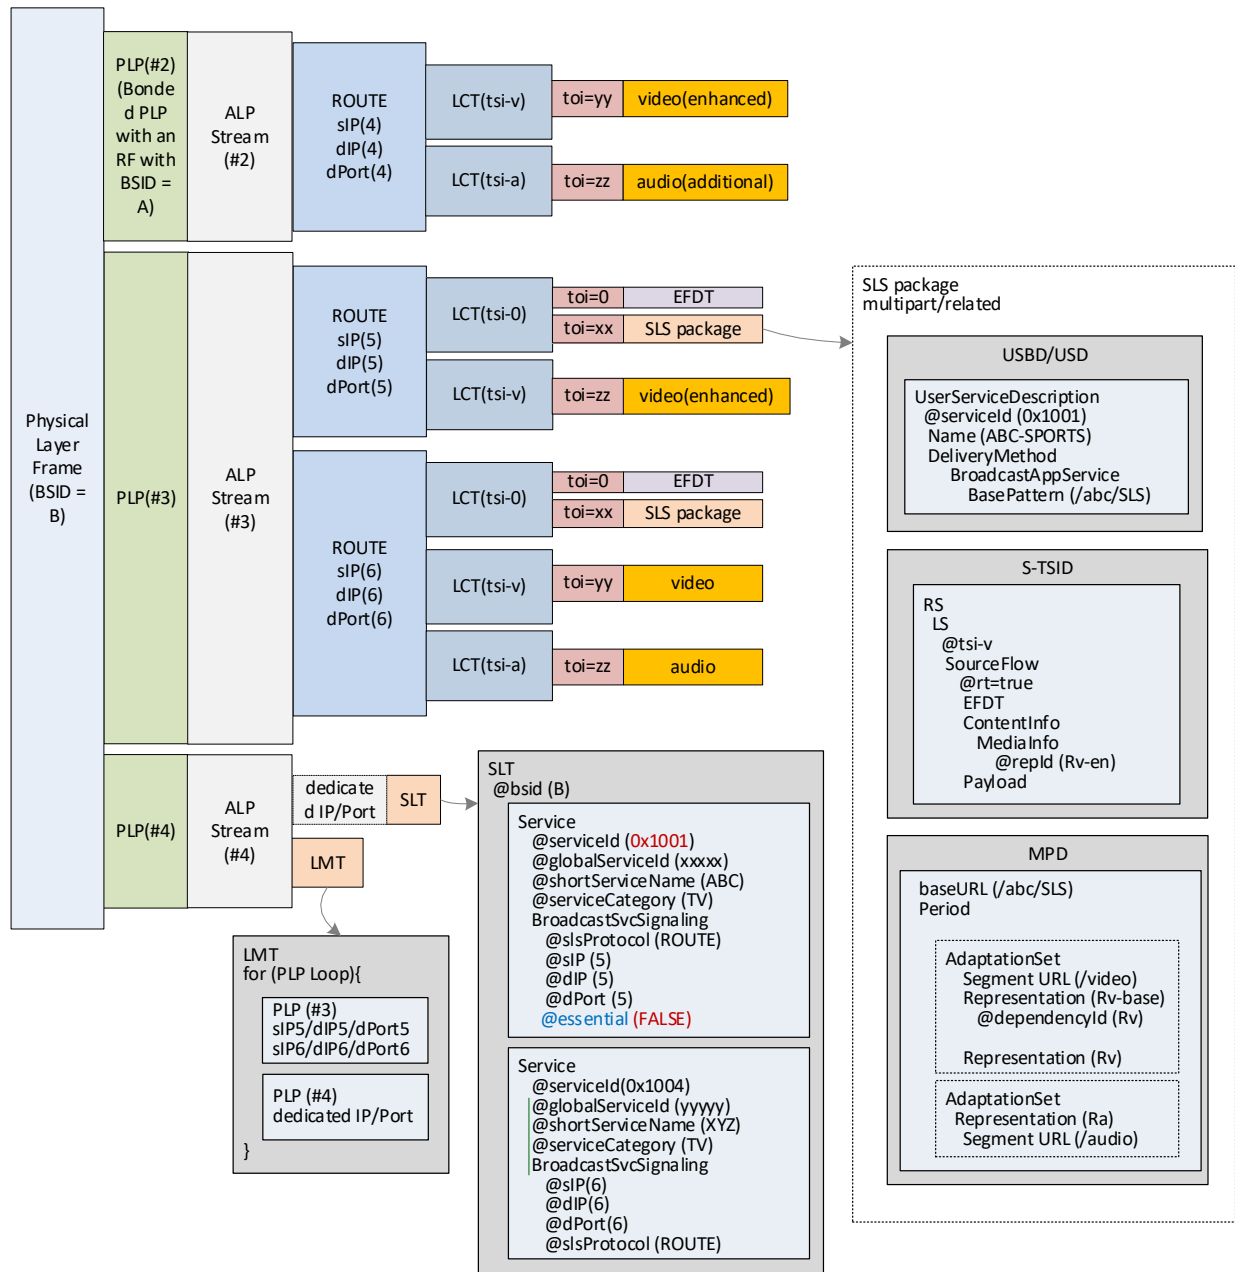 Physical
Layer
Frame
(BSID =
B)
PLP(#2)
(Bonde
d PLP
with an
RF with
BSID =
A)
ALP
Stream
(#2)
ROUTE
sIP(4)
dIP(4)
dPort(4)
LCT(tsi-v)
toi=yy
video(enhanced)
LCT(tsi-a)
toi=zz
audio(additional)
PLP(#3)
ALP
Stream
(#3)
ROUTE
sIP(5)
dIP(5)
dPort(5)
LCT(tsi-0)
toi=0
EFDT
toi=xx
SLS package
LCT(tsi-v)
toi=zz
video(enhanced)
ROUTE
sIP(6)
dIP(6)
dPort(6)
LCT(tsi-0)
toi=0
EFDT
toi=xx
SLS package
LCT(tsi-v)
toi=yy
video
LCT(tsi-a)
toi=zz
audio
PLP(#4)
ALP
Stream
(#4)
dedicate
d IP/Port
SLT
LMT
LMT
for (PLP Loop){
PLP (#3)
sIP5/dIP5/dPort5
sIP6/dIP6/dPort6
PLP (#4)
dedicated IP/Port
}
SLT
@bsid (B)
Service
@serviceId (0x1001)
@globalServiceId (xxxxx)
@shortServiceName (ABC)
@serviceCategory (TV)
BroadcastSvcSignaling
@slsProtocol (ROUTE)
@sIP (5)
@dIP (5)
@dPort (5)
@essential (FALSE)
Service
@serviceId(0x1004)
@globalServiceId (yyyyy)
@shortServiceName (XYZ)
@serviceCategory (TV)
BroadcastSvcSignaling
@sIP(6)
@dIP(6)
@dPort(6)
@slsProtocol (ROUTE)
SLS package
multipart/related
USBD/USD
UserServiceDescription
@serviceId (0x1001)
Name (ABC-SPORTS)
DeliveryMethod
BroadcastAppService
BasePattern (/abc/SLS)
S-TSID
RS
LS
@tsi-v
SourceFlow
@rt=true
EFDT
ContentInfo
MediaInfo
@repId (Rv-en)
Payload
MPD
baseURL (/abc/SLS)
Period
AdaptationSet
Segment URL (/video)
Representation (Rv-base)
@dependencyId (Rv)
Representation (Rv)
AdaptationSet
Representation (Ra)
Segment URL (/audio)